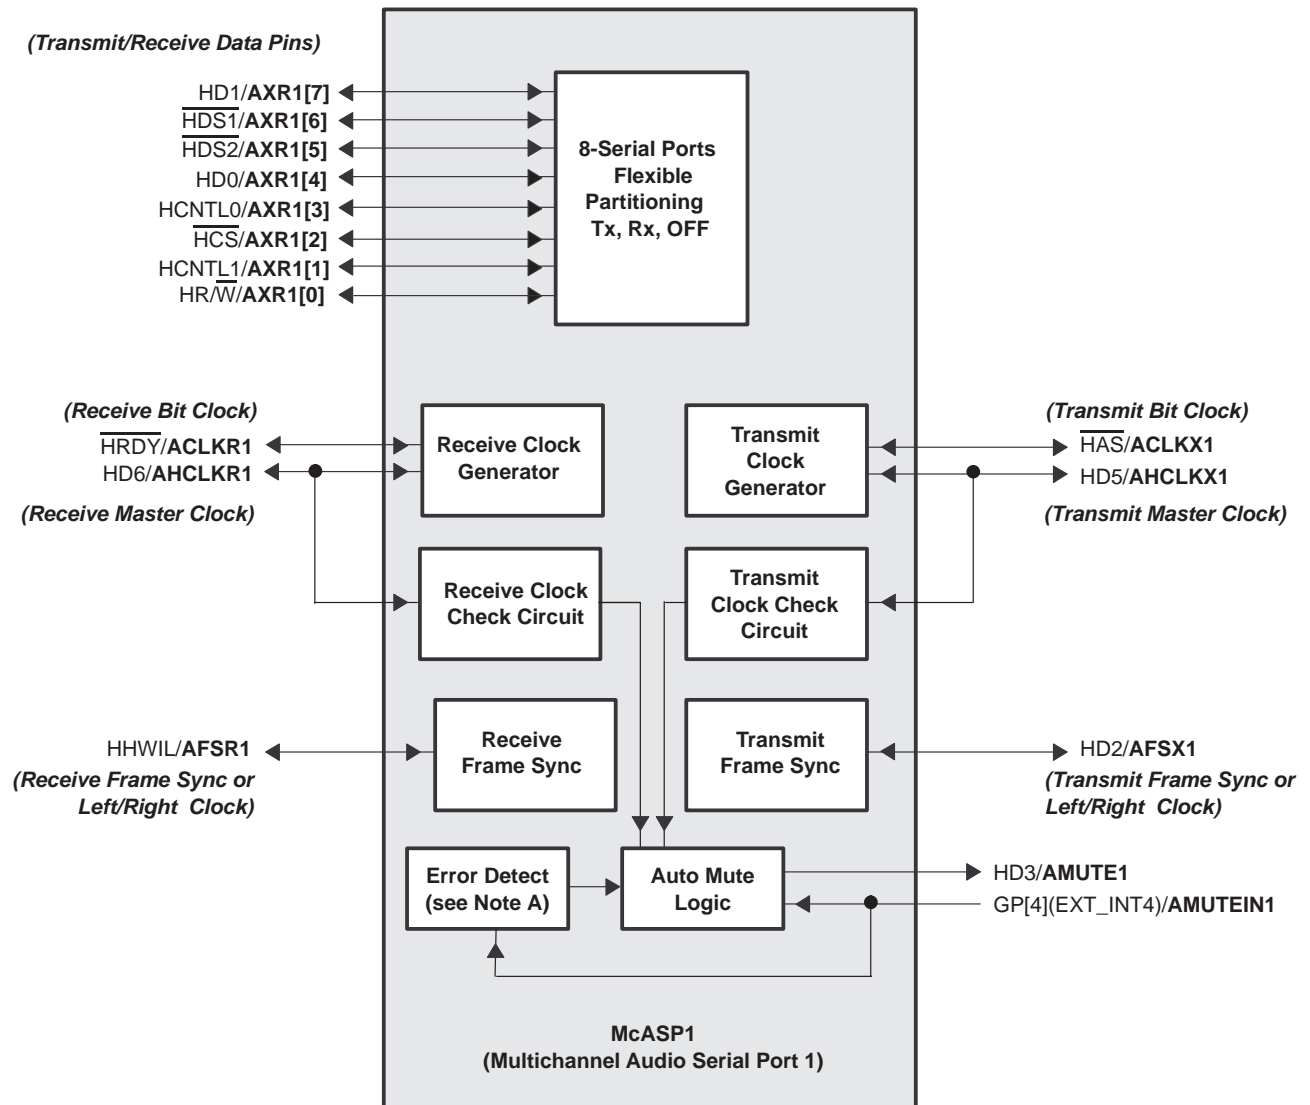 (Transmit/Receive Data Pins)
HD1/AXR1[7]
HDS1/AXR1[6]
HDS2/AXR1[5]
HD0/AXR1[4]
HCNTL0/AXR1[3]
HCS/AXR1[2]
HCNTL1/AXR1[1]
HR/W/AXR1[0]
8-Serial Ports
Flexible
Partitioning
Tx, Rx, OFF
(Receive Bit Clock)
HRDY/ACLKR1
HD6/AHCLKR1
(Receive Master Clock)
Receive Clock
Generator
Transmit
Clock
Generator
(Transmit Bit Clock)
HAS/ACLKX1
HD5/AHCLKX1
(Transmit Master Clock)
Receive Clock
Check Circuit
Transmit
Clock Check
Circuit
HHWIL/AFSR1
(Receive Frame Sync or
Left/Right Clock)
Receive
Frame Sync
Transmit
Frame Sync
HD2/AFSX1
(Transmit Frame Sync or
Left/Right Clock)
Error Detect
(see Note A)
Auto Mute
Logic
HD3/AMUTE1
GP[4](EXT_INT4)/AMUTEIN1
McASP1
(Multichannel Audio Serial Port 1)